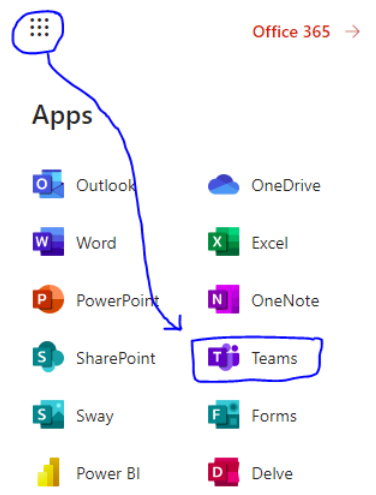 Office 365 →
Apps
Outlook OneDrive
Word Excel
PowerPoint OneNote
SharePoint Teams
Sway Forms
Power BI Delve